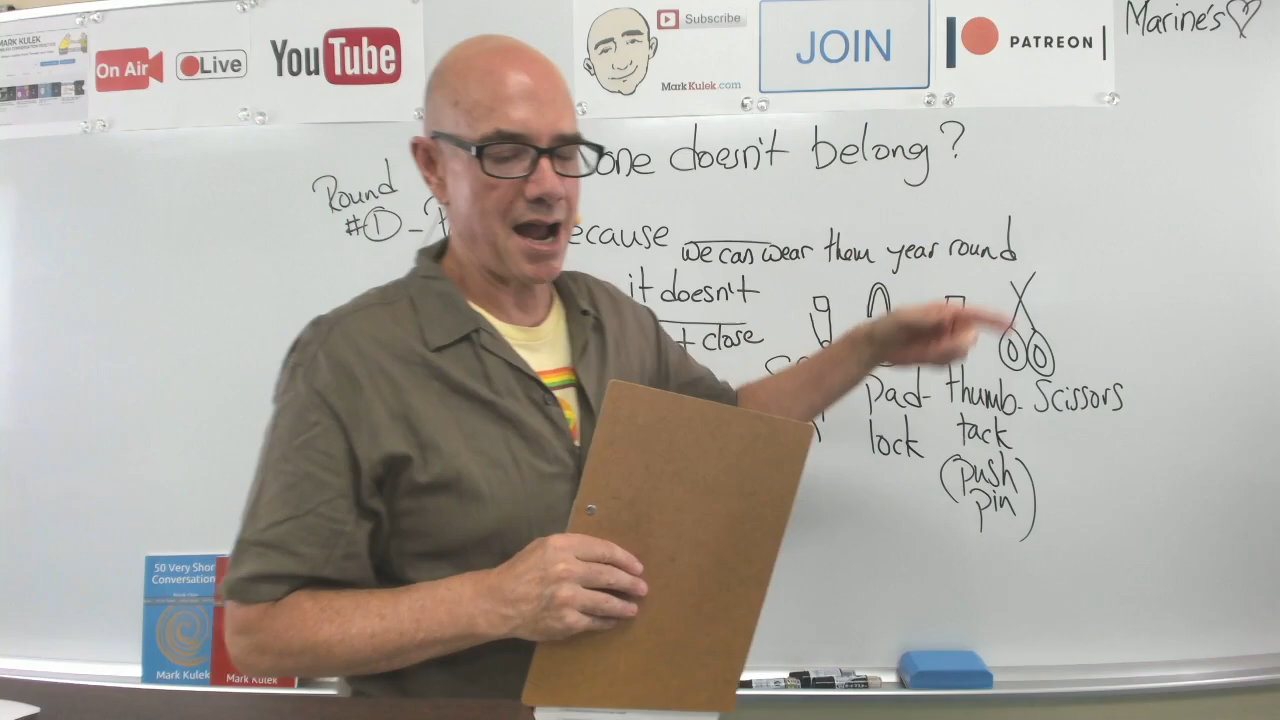 MARK KULEK
On Air
Live
YouTube
Subscribe
MarkKulek.com
JOIN
PATREON
Marine's
one doesn't belong?
Round
#1 -
we can wear them year round
it doesn't
close
pad- thumb- scissors
lock tack
(push
pin)
50 Very Short
Conversation
Mark Kulek
Mark Kulek